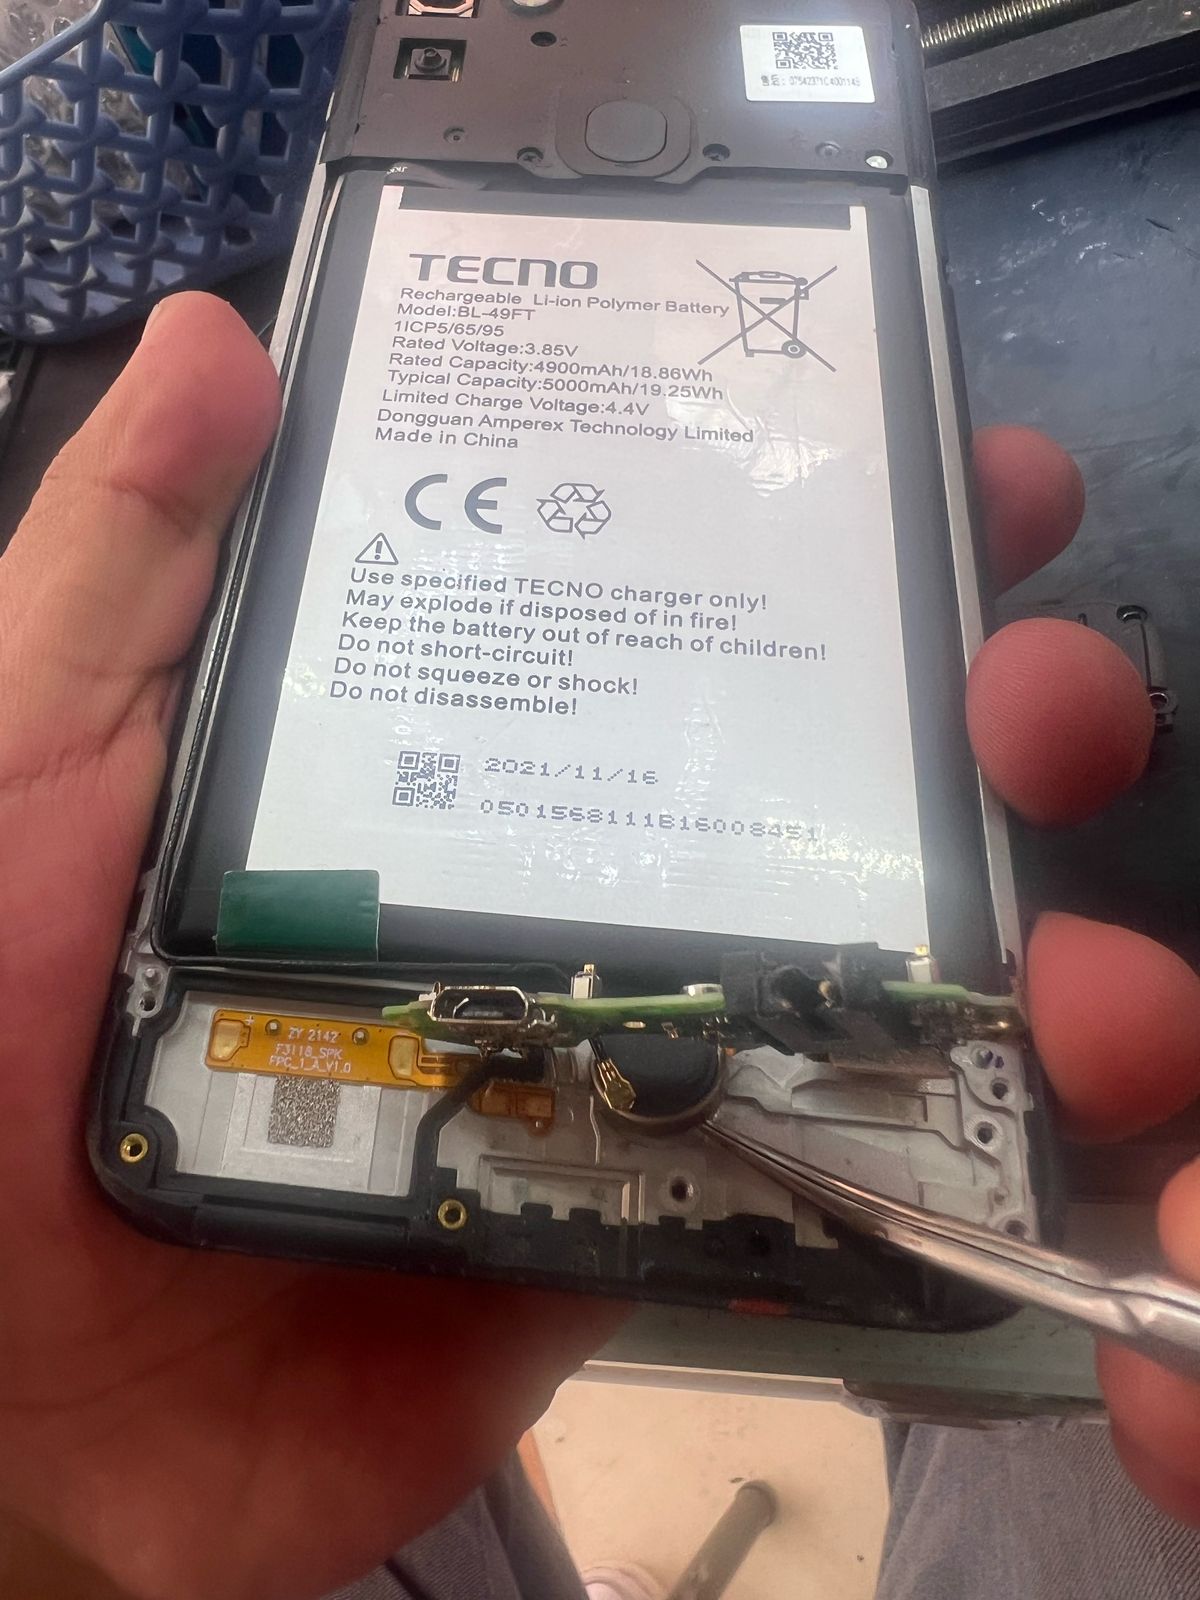 TECNO
Rechargeable Li-ion Polymer Battery
Model:BL-49FT
1ICP5/65/95
Rated Voltage:3.85V
Rated Capacity:4900mAh/18.86Wh
Typical Capacity:5000mAh/19.25Wh
Limited Charge Voltage:4.4V
Dongguan Amperex Technology Limited
Made in China
CE
Use specified TECNO charger only!
May explode if disposed of in fire!
Keep the battery out of reach of children!
Do not short-circuit!
Do not squeeze or shock!
Do not disassemble!
2021/11/16
0501568111B16008451
ZY 2142
F3118_SPK
FPC_1_A_V1.0